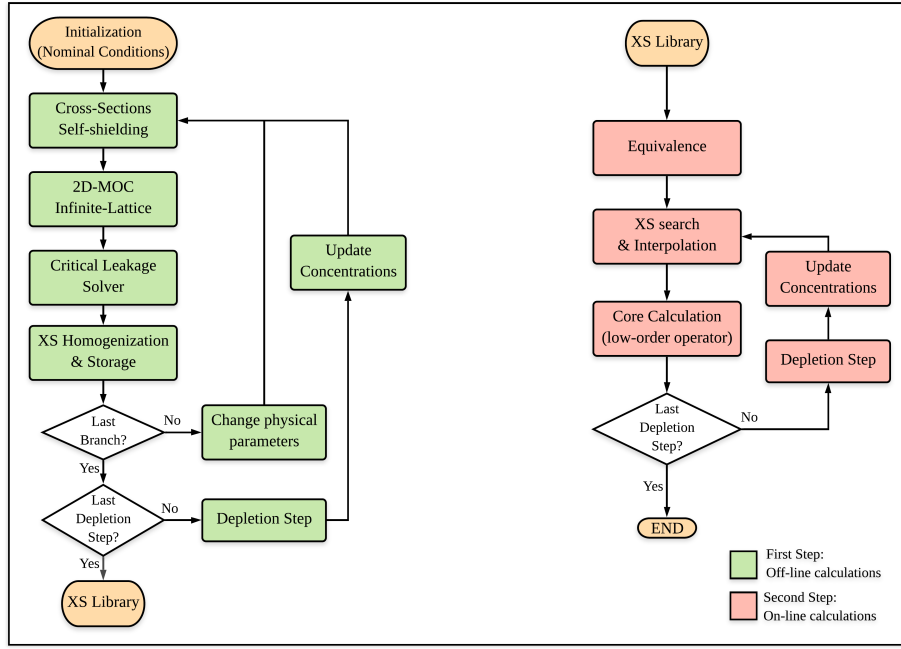 Initialization
(Nominal Conditions)
Cross-Sections
Self-shielding
2D-MOC
Infinite-Lattice
Critical Leakage
Solver
XS Homogenization
& Storage
Last
Branch?
No
Change physical
parameters
Yes
Last
Depletion
Step?
No
Depletion Step
Update
Concentrations
Yes
XS Library
XS Library
Equivalence
XS search
& Interpolation
Core Calculation
(low-order operator)
Last
Depletion
Step?
No
Depletion Step
Update
Concentrations
Yes
END
First Step:
Off-line calculations
Second Step:
On-line calculations